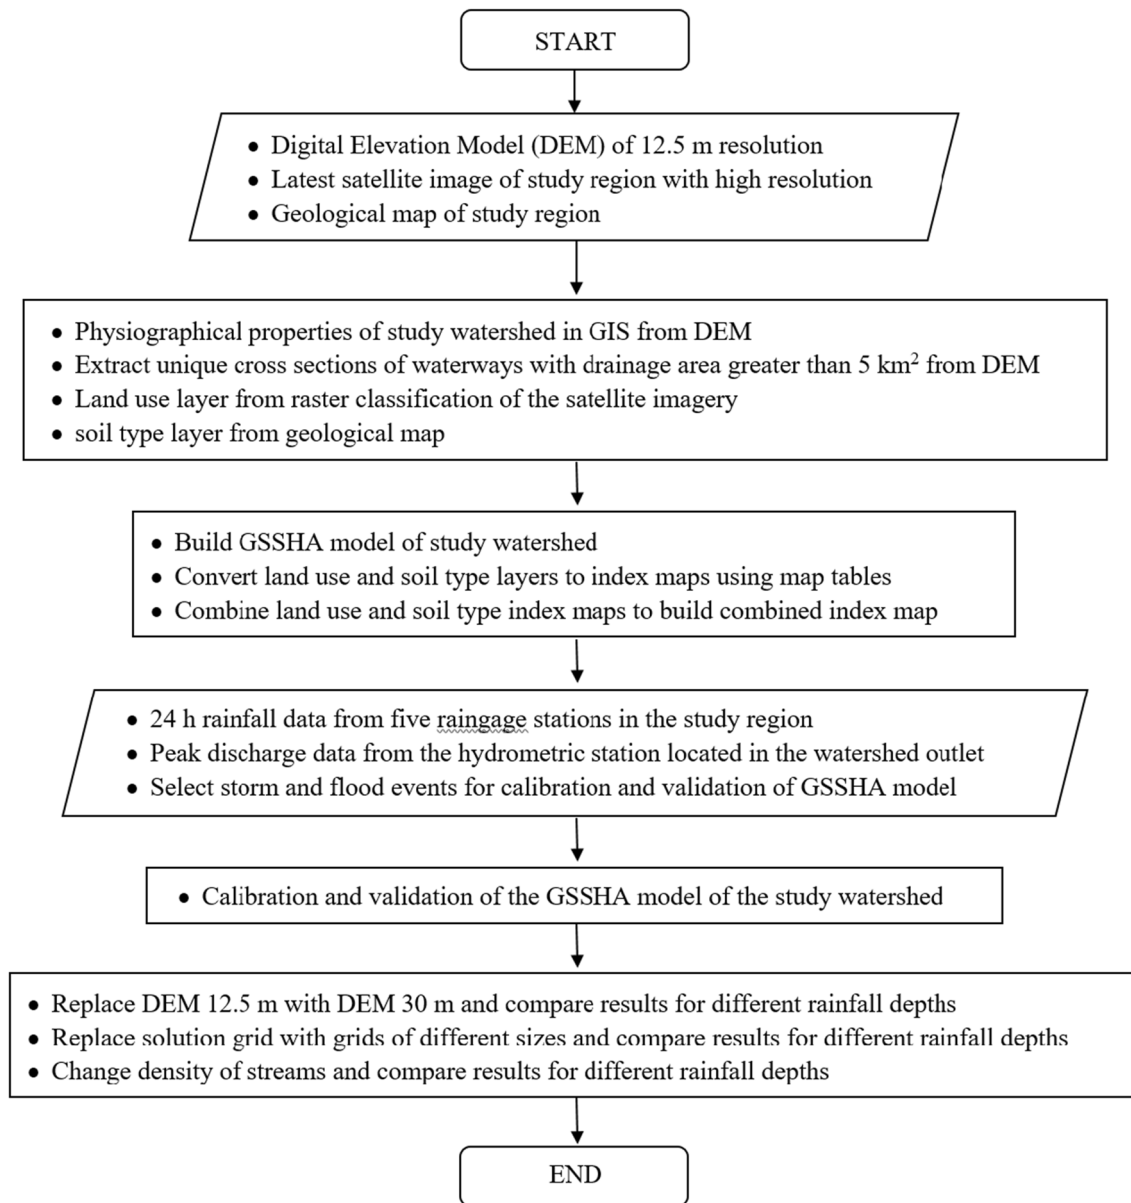 START
• Digital Elevation Model (DEM) of 12.5 m resolution
• Latest satellite image of study region with high resolution
• Geological map of study region
• Physiographical properties of study watershed in GIS from DEM
• Extract unique cross sections of waterways with drainage area greater than 5 km² from DEM
• Land use layer from raster classification of the satellite imagery
• soil type layer from geological map
• Build GSSHA model of study watershed
• Convert land use and soil type layers to index maps using map tables
• Combine land use and soil type index maps to build combined index map
• 24 h rainfall data from five raingage stations in the study region
• Peak discharge data from the hydrometric station located in the watershed outlet
• Select storm and flood events for calibration and validation of GSSHA model
• Calibration and validation of the GSSHA model of the study watershed
• Replace DEM 12.5 m with DEM 30 m and compare results for different rainfall depths
• Replace solution grid with grids of different sizes and compare results for different rainfall depths
• Change density of streams and compare results for different rainfall depths
END